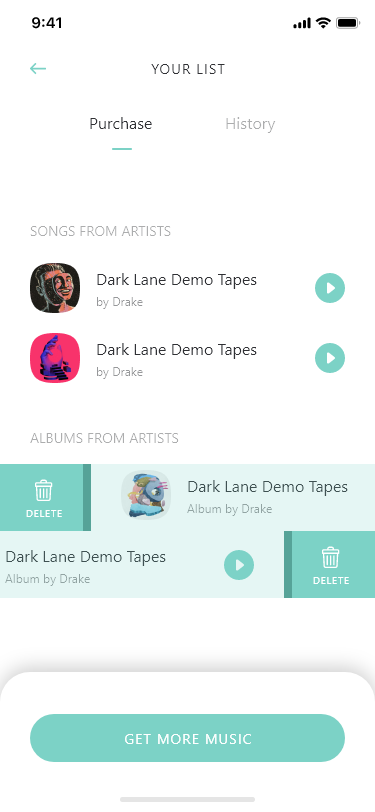 9:41
YOUR LIST
Purchase
History
SONGS FROM ARTISTS
Dark Lane Demo Tapes
by Drake
Dark Lane Demo Tapes
by Drake
ALBUMS FROM ARTISTS
DELETE
Dark Lane Demo Tapes
Album by Drake
Dark Lane Demo Tapes
Album by Drake
DELETE
GET MORE MUSIC